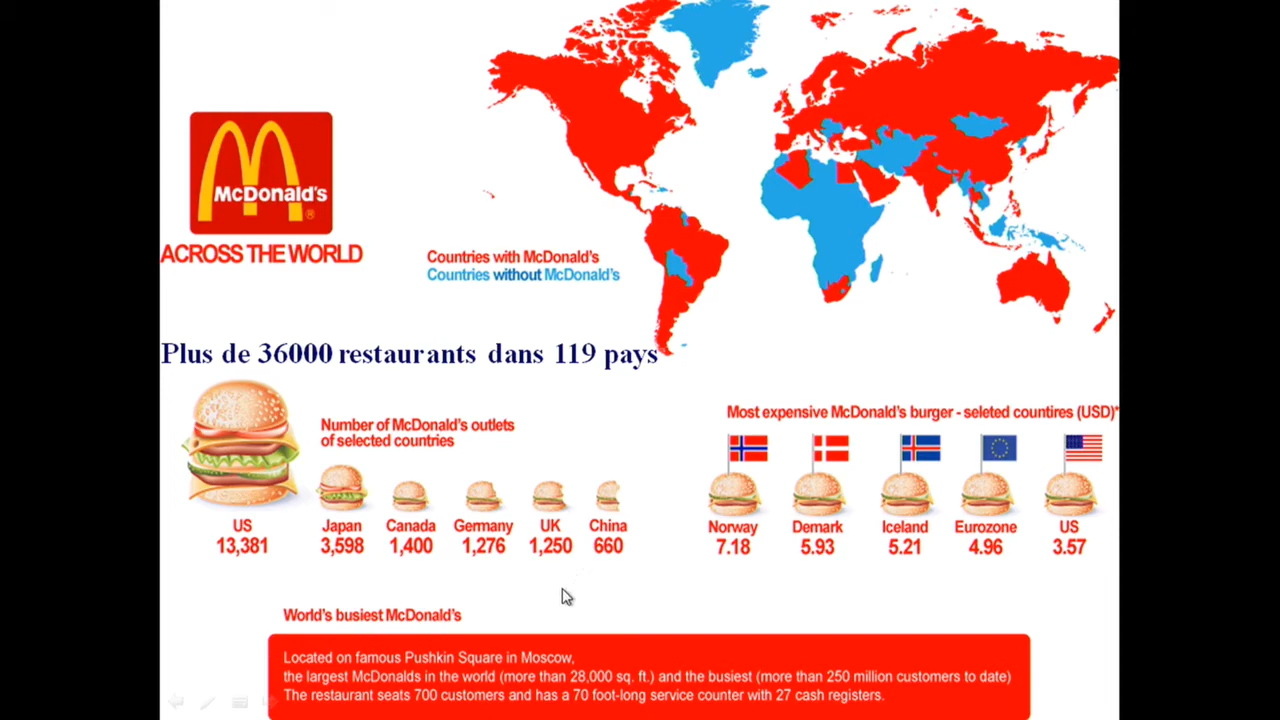 McDonald's
®
ACROSS THE WORLD
Countries with McDonald's
Countries without McDonald's
Plus de 36000 restaurants dans 119 pays
Number of McDonald's outlets
of selected countries
US
13,381
Japan
3,598
Canada
1,400
Germany
1,276
UK
1,250
China
660
Most expensive McDonald's burger - seleted countires (USD)*
Norway
7.18
Demark
5.93
Iceland
5.21
Eurozone
4.96
US
3.57
World's busiest McDonald's
Located on famous Pushkin Square in Moscow,
the largest McDonalds in the world (more than 28,000 sq. ft.) and the busiest (more than 250 million customers to date)
The restaurant seats 700 customers and has a 70 foot-long service counter with 27 cash registers.